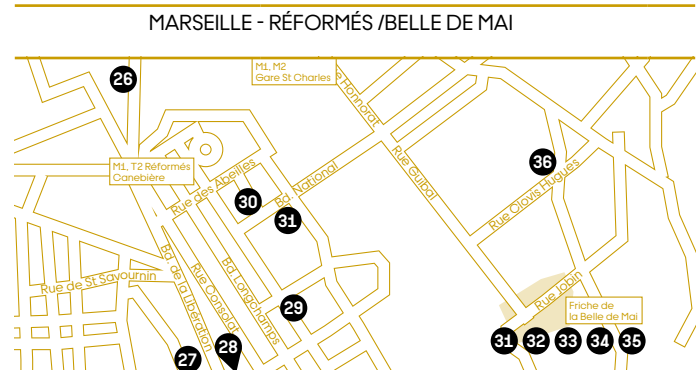 MARSEILLE - RÉFORMÉS /BELLE DE MAI
26
M1, M2
Gare St Charles
Honnorat
M1, T2 Réformés
Canebière
Rue des Abeilles
30
Bd. National
31
Rue Guibal
36
Rue Clovis Hugues
Rue de St Savournin
Bd. de la Libération
Rue Consolat
Bd. Longchamps
29
Rue Jobin
Friche de
la Belle de Mai
27
28
31
32
33
34
35